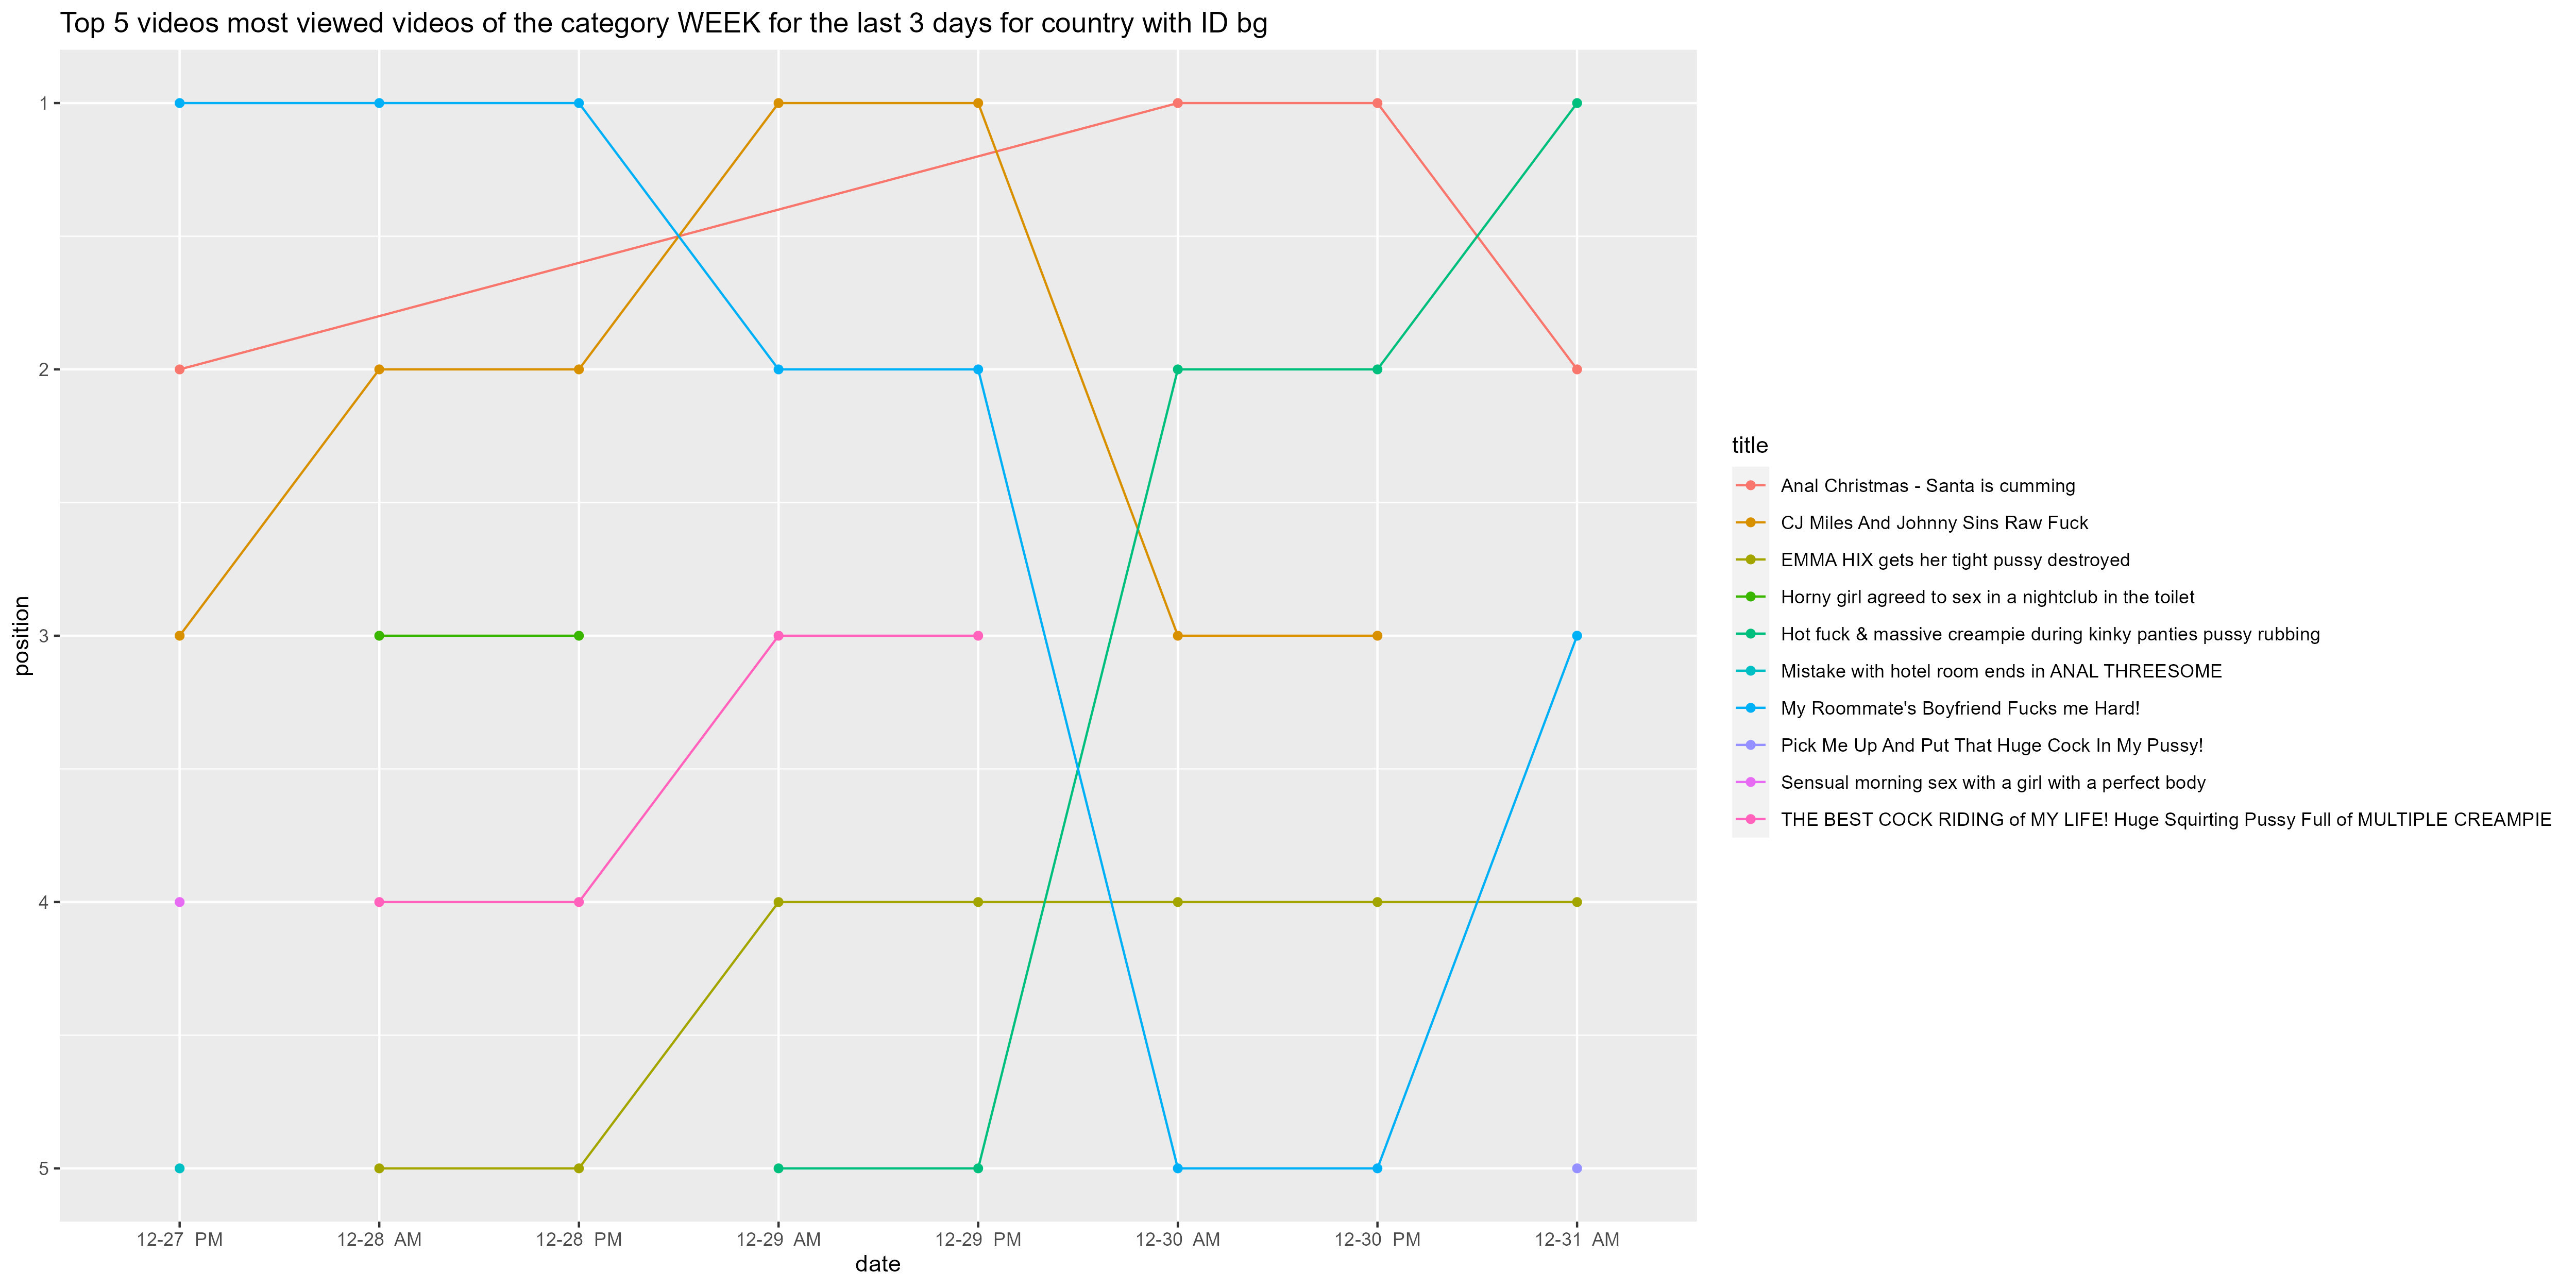 Top 5 videos most viewed videos of the category WEEK for the last 3 days for country with ID bg
position
1
2
3
4
5
12-27 PM
12-28 AM
12-28 PM
12-29 AM
12-29 PM
12-30 AM
12-30 PM
12-31 AM
date
title
Anal Christmas - Santa is cumming
CJ Miles And Johnny Sins Raw Fuck
EMMA HIX gets her tight pussy destroyed
Horny girl agreed to sex in a nightclub in the toilet
Hot fuck & massive creampie during kinky panties pussy rubbing
Mistake with hotel room ends in ANAL THREESOME
My Roommate's Boyfriend Fucks me Hard!
Pick Me Up And Put That Huge Cock In My Pussy!
Sensual morning sex with a girl with a perfect body
THE BEST COCK RIDING of MY LIFE! Huge Squirting Pussy Full of MULTIPLE CREAMPIE